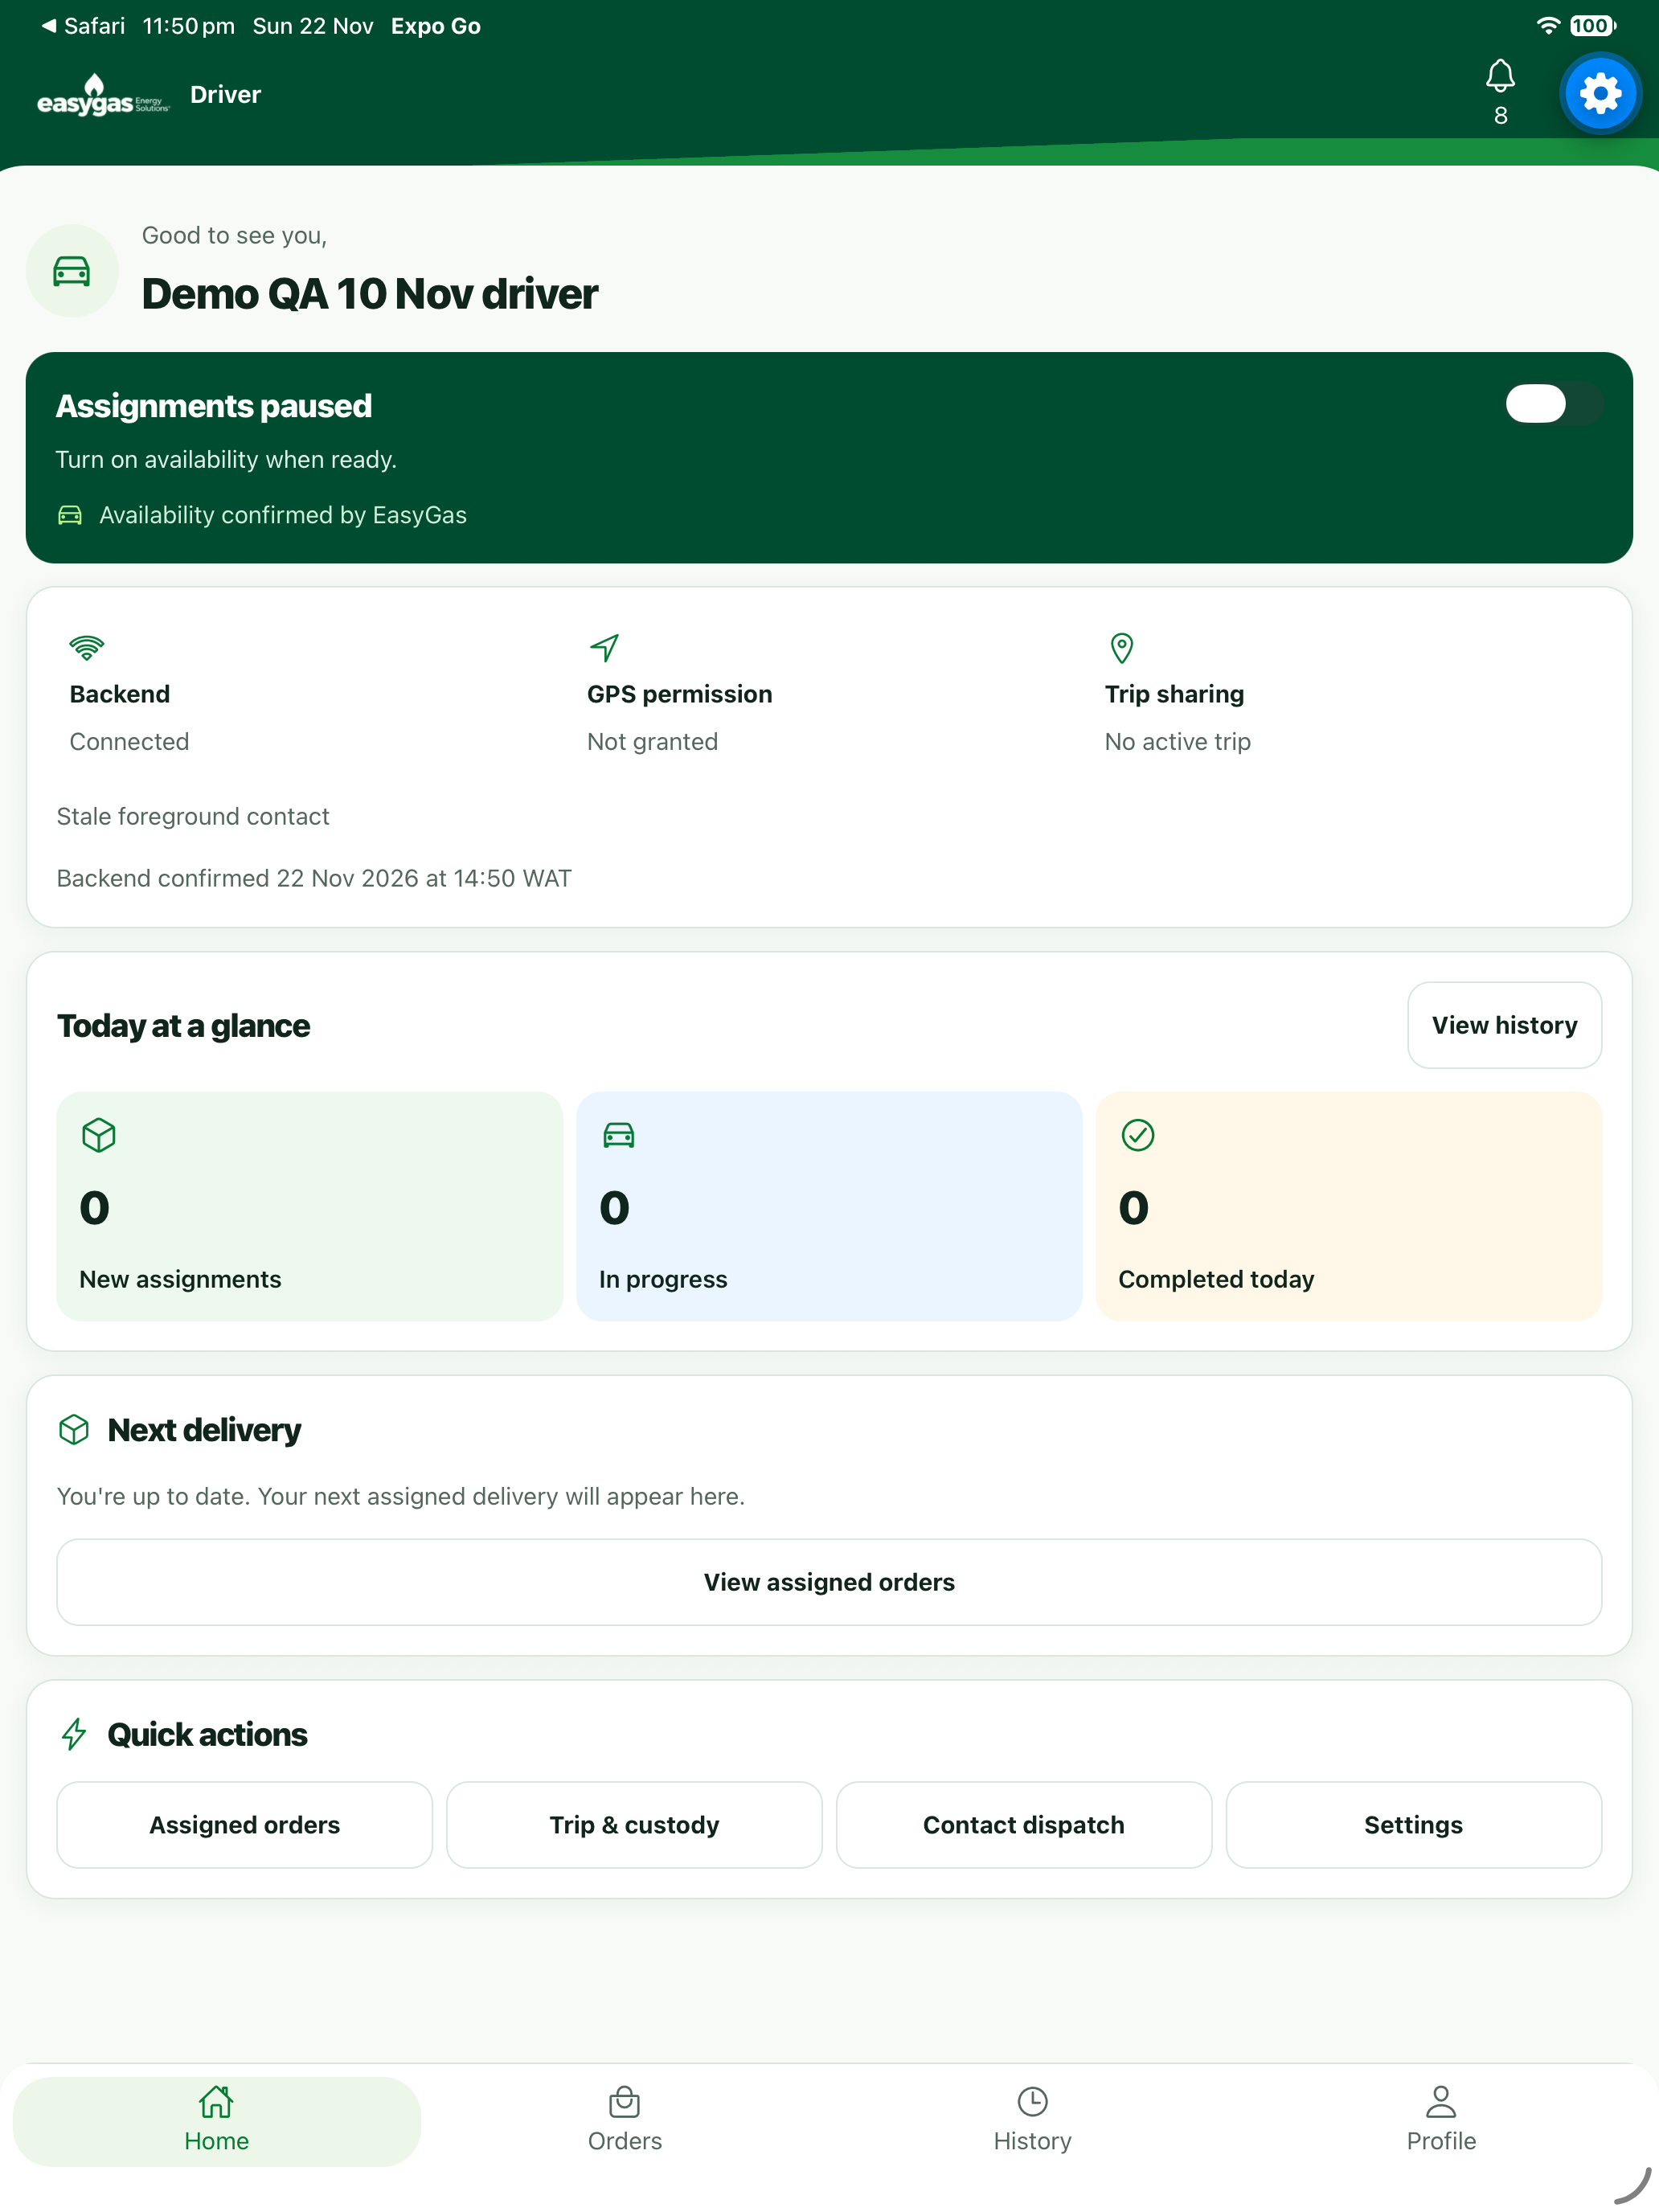 Safari 11:50 pm Sun 22 Nov Expo Go 100
easygas Energy Solutions Driver
8
Good to see you,
Demo QA 10 Nov driver
Assignments paused
Turn on availability when ready.
Availability confirmed by EasyGas
Backend GPS permission Trip sharing
Connected Not granted No active trip
Stale foreground contact
Backend confirmed 22 Nov 2026 at 14:50 WAT
Today at a glance View history
0 0 0
New assignments In progress Completed today
Next delivery
You're up to date. Your next assigned delivery will appear here.
View assigned orders
Quick actions
Assigned orders Trip & custody Contact dispatch Settings
Home Orders History Profile